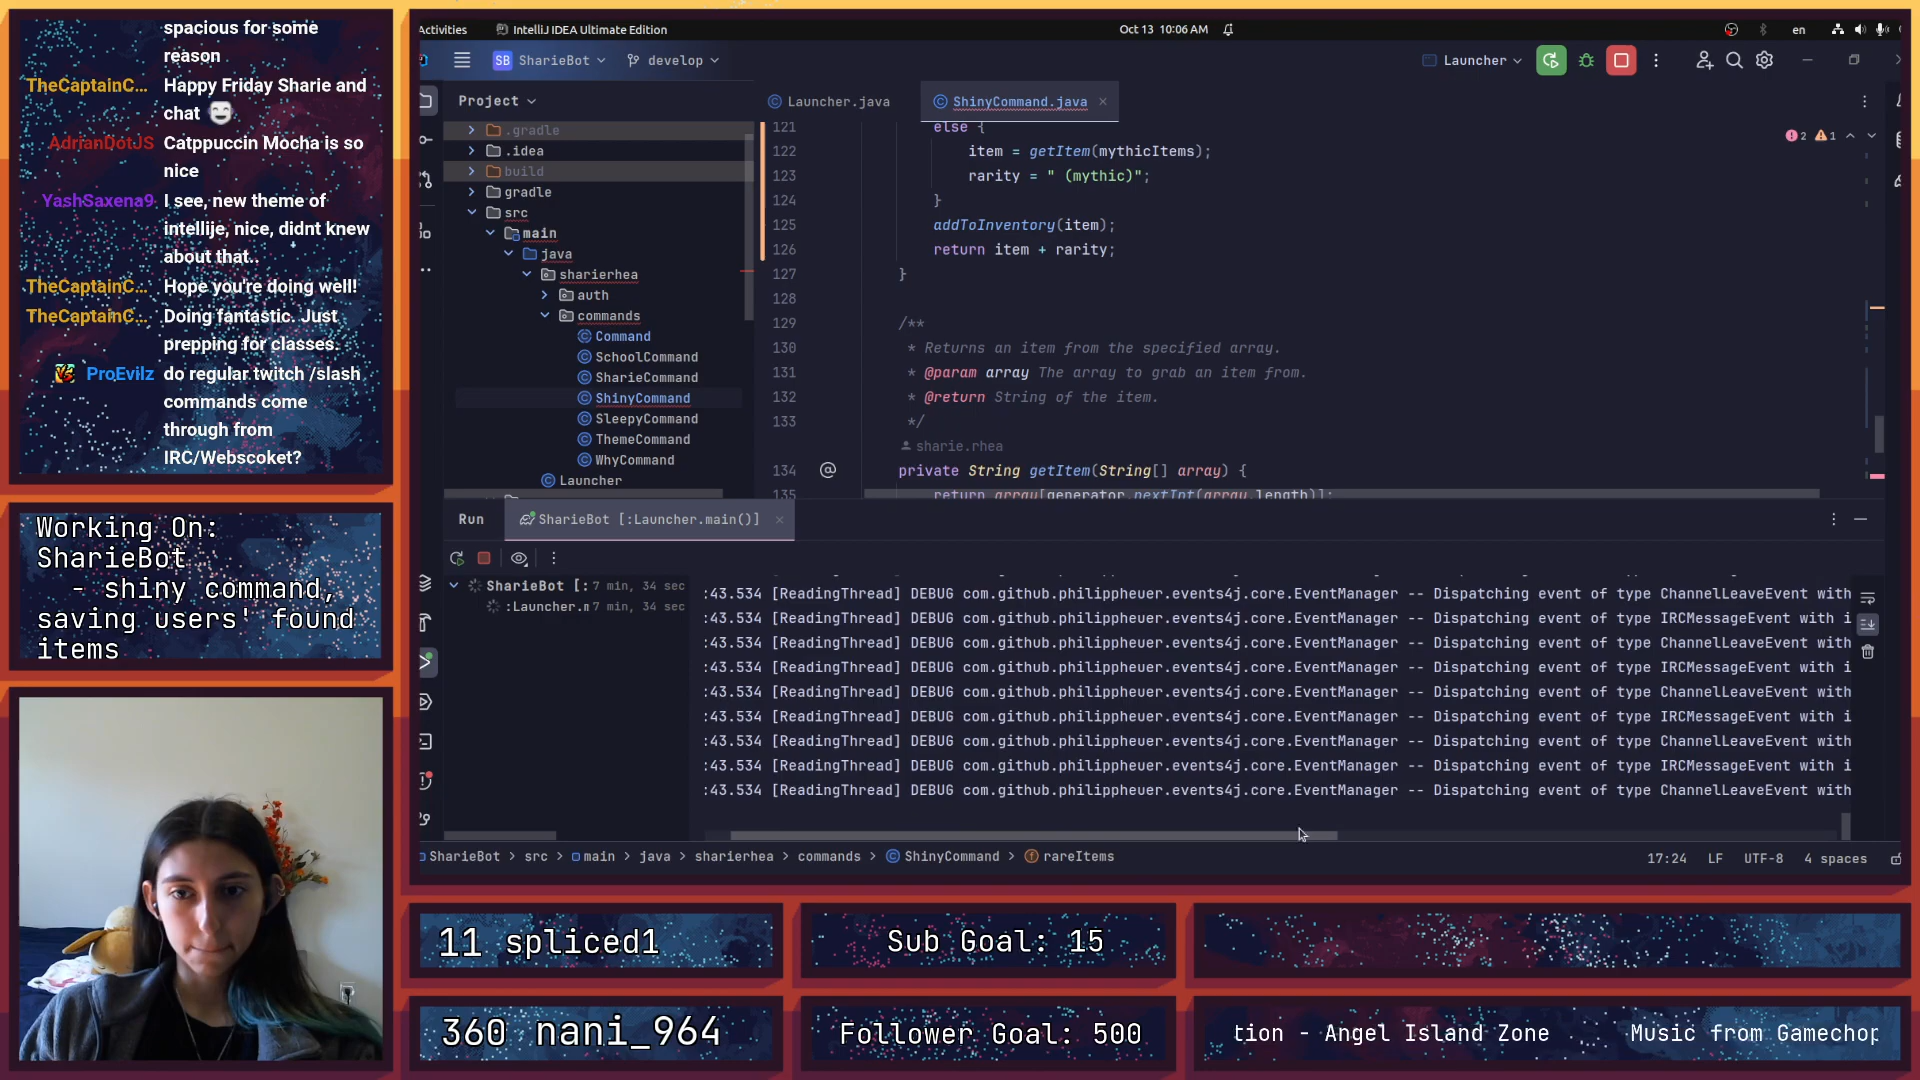 spacious for some
reason
TheCaptainC... Happy Friday Sharie and
chat
AdrianDotJS Catppuccin Mocha is so
nice
YashSaxena9 I see, new theme of
intellije, nice, didnt knew
about that..
TheCaptainC... Hope you're doing well!
TheCaptainC... Doing fantastic. Just
prepping for classes.
ProEvilz do regular twitch /slash
commands come
through from
IRC/Webscoket?
Working On:
SharieBot
- shiny command,
saving users' found
items
Activities
IntelliJ IDEA Ultimate Edition
Oct 13 10:06 AM
en
SB SharieBot
develop
Launcher
Project
Launcher.java
ShinyCommand.java
.gradle
.idea
build
gradle
src
main
java
sharierhea
auth
commands
Command
SchoolCommand
SharieCommand
ShinyCommand
SleepyCommand
ThemeCommand
WhyCommand
Launcher
2 1
121 else {
122 item = getItem(mythicItems);
123 rarity = " (mythic)";
124 }
125 addToInventory(item);
126 return item + rarity;
127 }
128
129 /**
130 * Returns an item from the specified array.
131 * @param array The array to grab an item from.
132 * @return String of the item.
133 */
sharie.rhea
134 private String getItem(String[] array) {
135 return array[generator.nextInt(array.length)];
Run
SharieBot [:Launcher.main()]
SharieBot [: 7 min, 34 sec
:Launcher.m 7 min, 34 sec
:43.534 [ReadingThread] DEBUG com.github.philippheuer.events4j.core.EventManager -- Dispatching event of type ChannelLeaveEvent with
:43.534 [ReadingThread] DEBUG com.github.philippheuer.events4j.core.EventManager -- Dispatching event of type IRCMessageEvent with i
:43.534 [ReadingThread] DEBUG com.github.philippheuer.events4j.core.EventManager -- Dispatching event of type ChannelLeaveEvent with
:43.534 [ReadingThread] DEBUG com.github.philippheuer.events4j.core.EventManager -- Dispatching event of type IRCMessageEvent with i
:43.534 [ReadingThread] DEBUG com.github.philippheuer.events4j.core.EventManager -- Dispatching event of type ChannelLeaveEvent with
:43.534 [ReadingThread] DEBUG com.github.philippheuer.events4j.core.EventManager -- Dispatching event of type IRCMessageEvent with i
:43.534 [ReadingThread] DEBUG com.github.philippheuer.events4j.core.EventManager -- Dispatching event of type ChannelLeaveEvent with
:43.534 [ReadingThread] DEBUG com.github.philippheuer.events4j.core.EventManager -- Dispatching event of type IRCMessageEvent with i
:43.534 [ReadingThread] DEBUG com.github.philippheuer.events4j.core.EventManager -- Dispatching event of type ChannelLeaveEvent with
SharieBot > src > main > java > sharierhea > commands > ShinyCommand > rareItems
17:24 LF UTF-8 4 spaces
11 spliced1
Sub Goal: 15
360 nani_964
Follower Goal: 500
tion - Angel Island Zone
Music from Gamechop